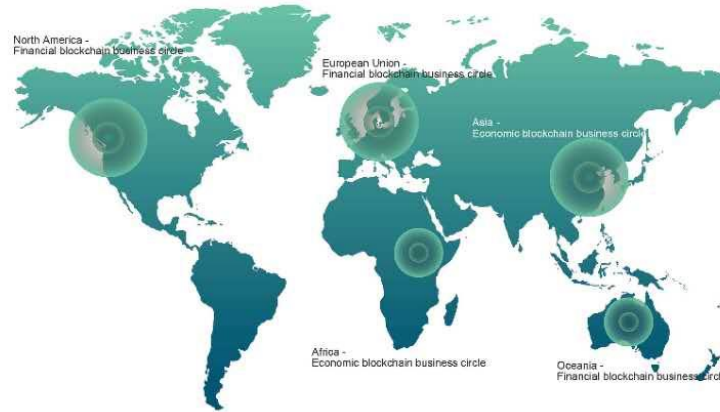 North America -
Financial blockchain business circle
European Union -
Financial blockchain business circle
Asia -
Economic blockchain business circle
Africa -
Economic blockchain business circle
Oceania -
Financial blockchain business circle